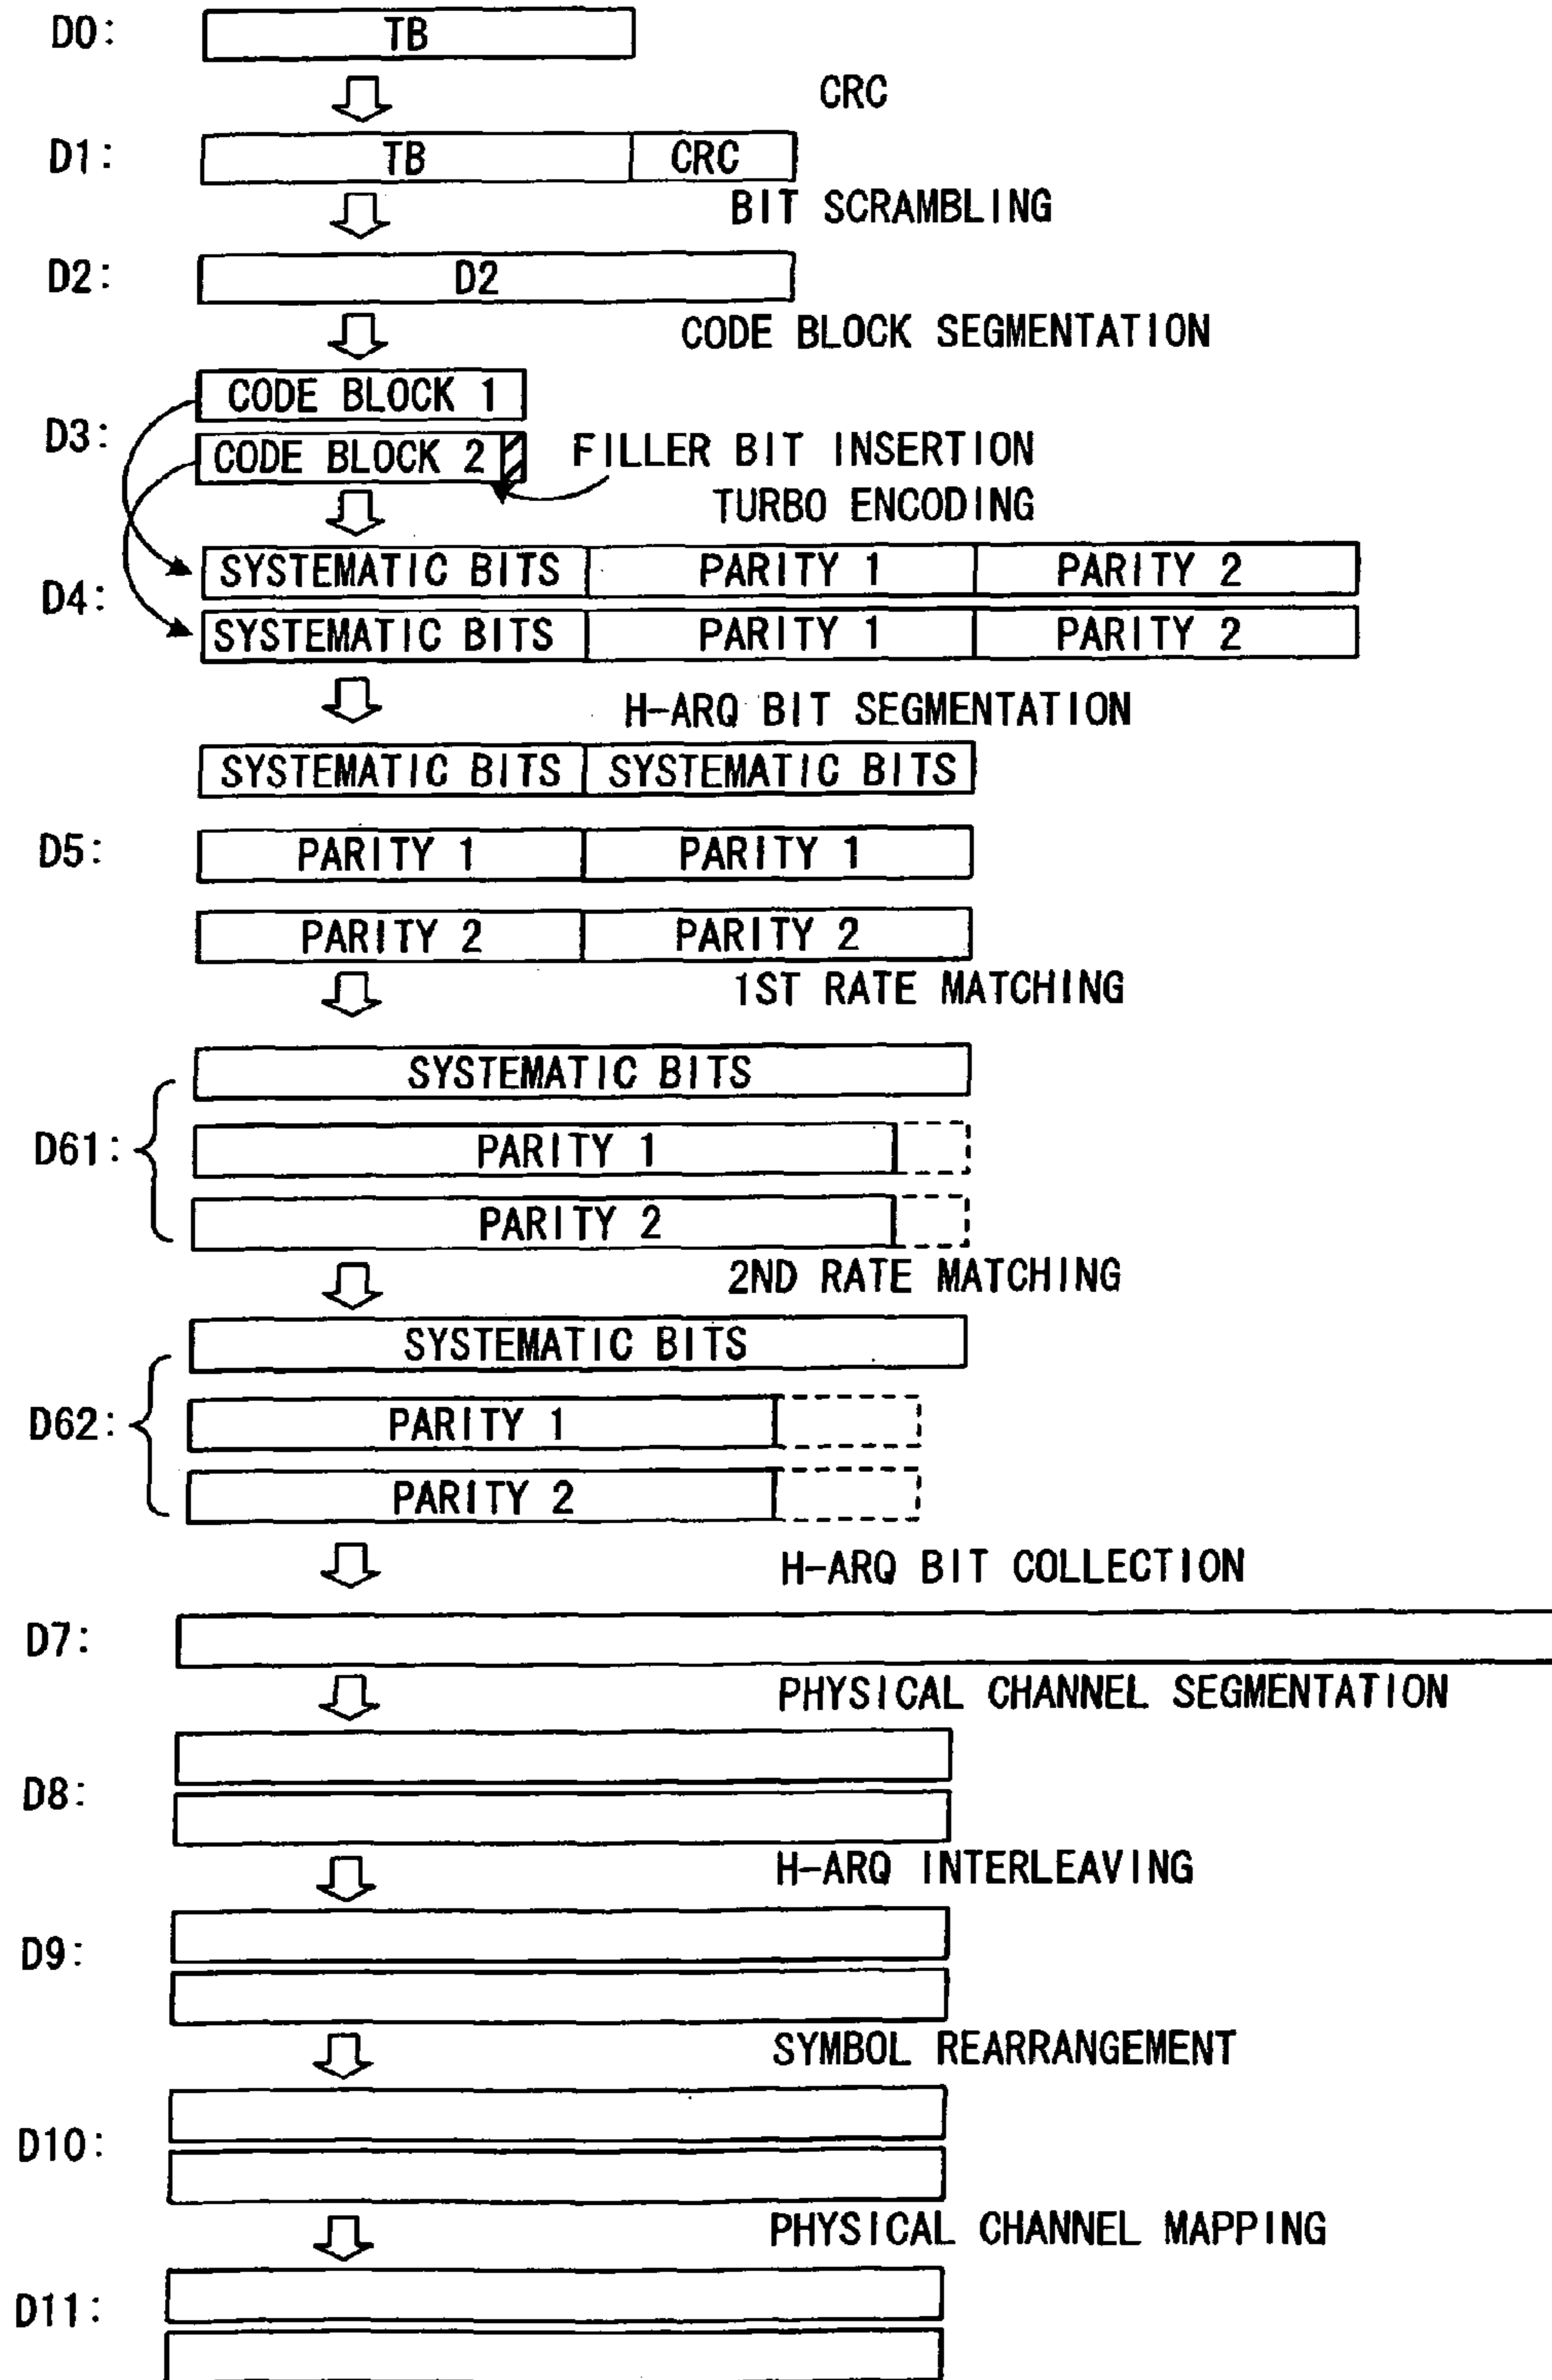 D0: TB
CRC
D1: TB CRC
BIT SCRAMBLING
D2: D2
CODE BLOCK SEGMENTATION
CODE BLOCK 1
D3:
CODE BLOCK 2 FILLER BIT INSERTION
TURBO ENCODING
SYSTEMATIC BITS PARITY 1 PARITY 2
D4:
SYSTEMATIC BITS PARITY 1 PARITY 2
H-ARQ BIT SEGMENTATION
SYSTEMATIC BITS SYSTEMATIC BITS
D5: PARITY 1 PARITY 1
PARITY 2 PARITY 2
1ST RATE MATCHING
SYSTEMATIC BITS
D61: PARITY 1
PARITY 2
2ND RATE MATCHING
SYSTEMATIC BITS
D62: PARITY 1
PARITY 2
H-ARQ BIT COLLECTION
D7:
PHYSICAL CHANNEL SEGMENTATION
D8:
H-ARQ INTERLEAVING
D9:
SYMBOL REARRANGEMENT
D10:
PHYSICAL CHANNEL MAPPING
D11: